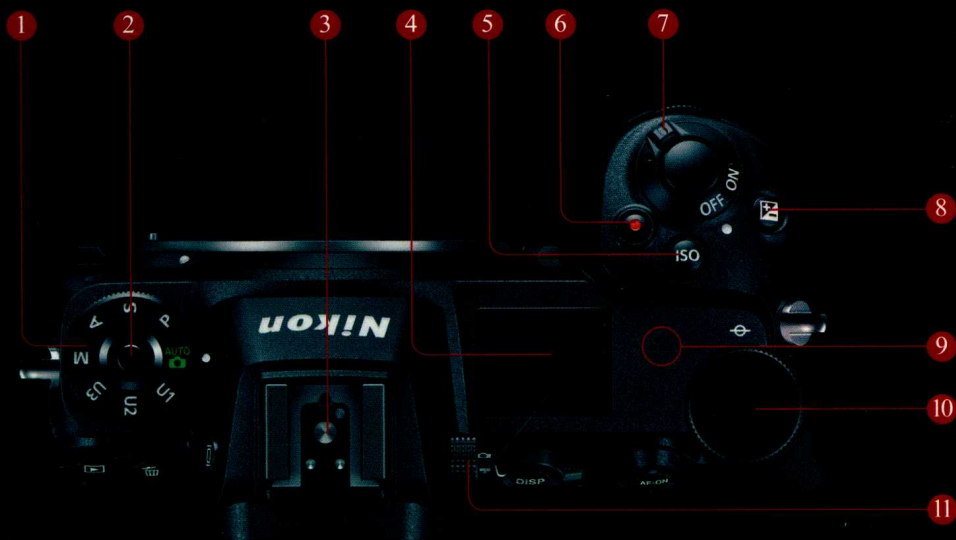 1 2 3 4 5 6 7
ON
OFF
8
ISO
S
A P
M AUTO
U3 U1
U2
Nikon
9
10
DISP AF-ON
11